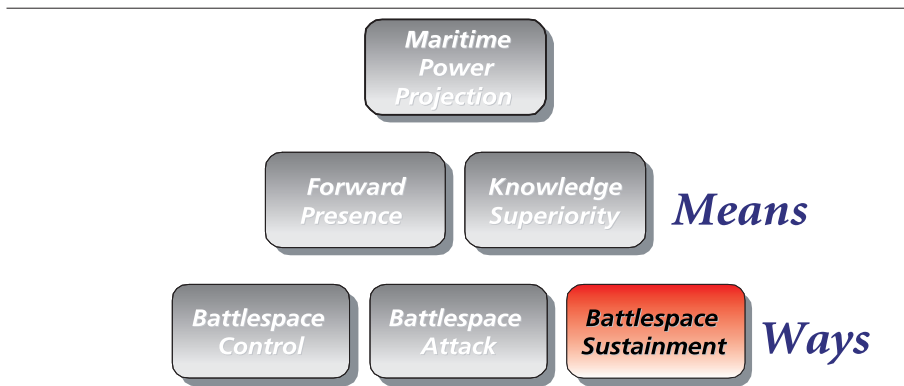 Maritime
Power
Projection
Forward
Presence
Knowledge
Superiority
Means
Battlespace
Control
Battlespace
Attack
Battlespace
Sustainment
Ways